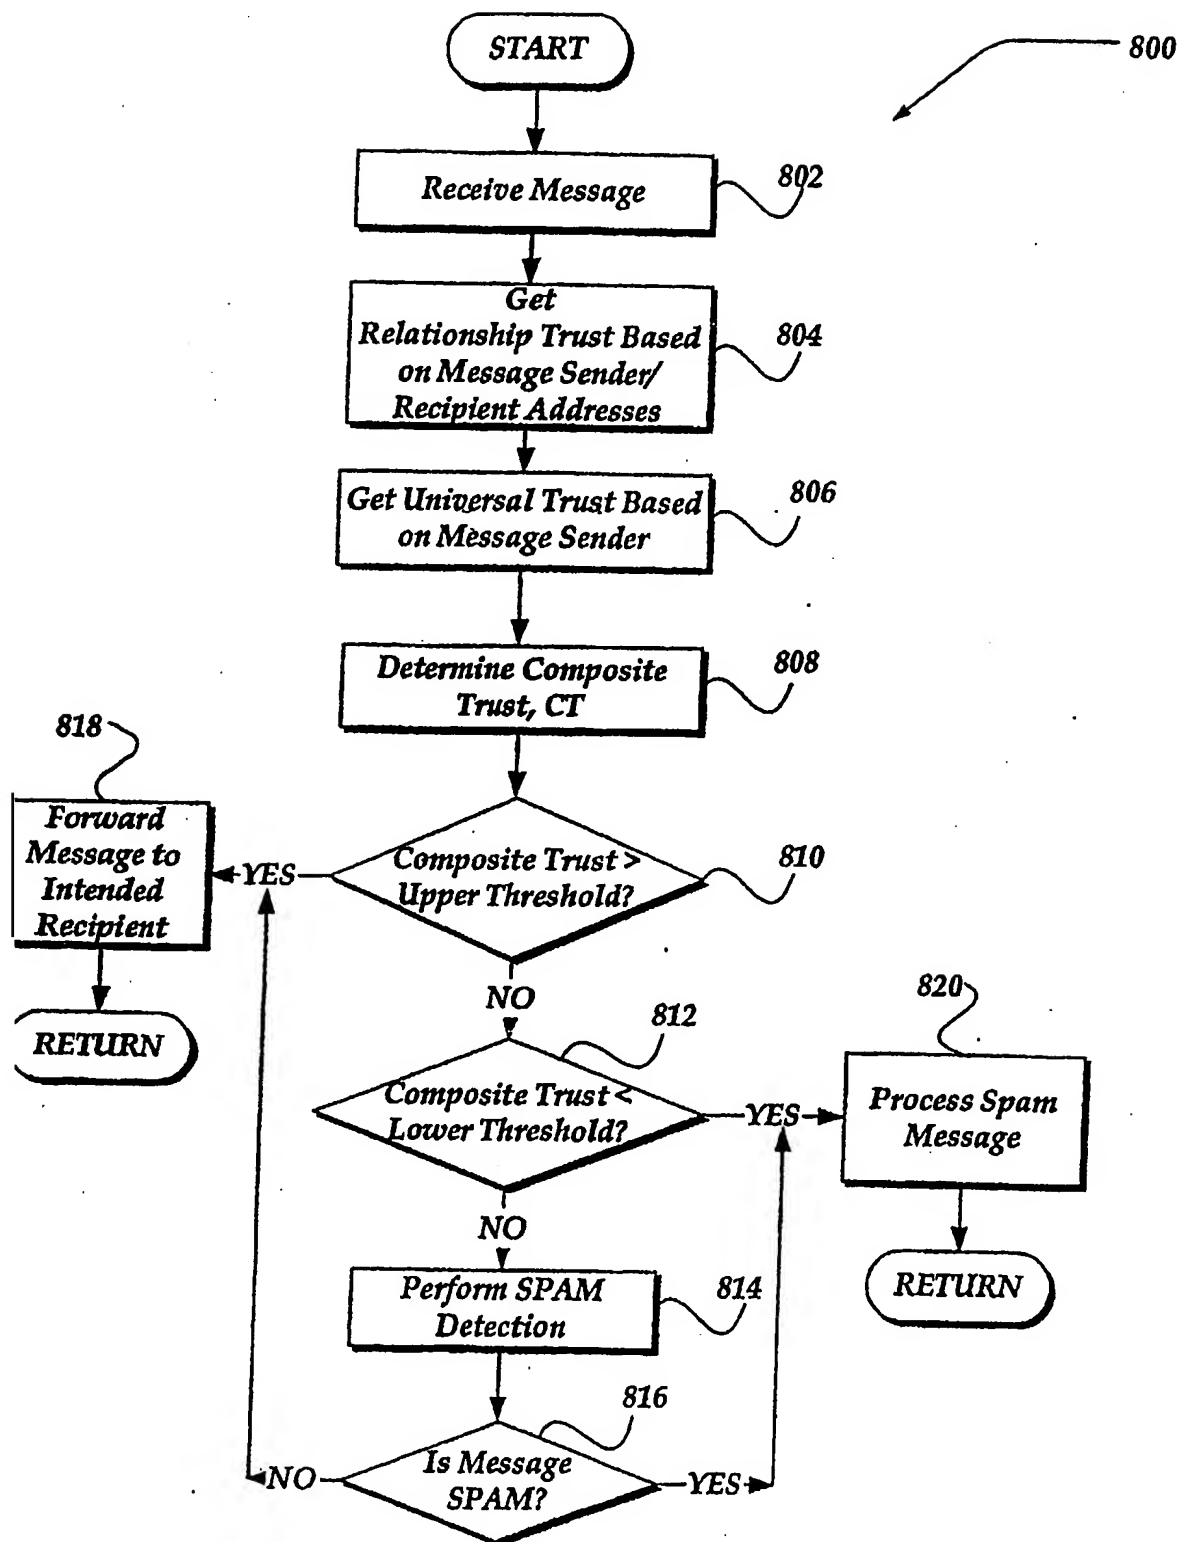 START
800
Receive Message
802
Get
Relationship Trust Based
on Message Sender/
Recipient Addresses
804
Get Universal Trust Based
on Message Sender
806
Determine Composite
Trust, CT
808
818
Forward
Message to
Intended
Recipient
YES
Composite Trust >
Upper Threshold?
810
RETURN
NO
812
820
Composite Trust <
Lower Threshold?
YES
Process Spam
Message
NO
Perform SPAM
Detection
814
RETURN
816
NO
Is Message
SPAM?
YES